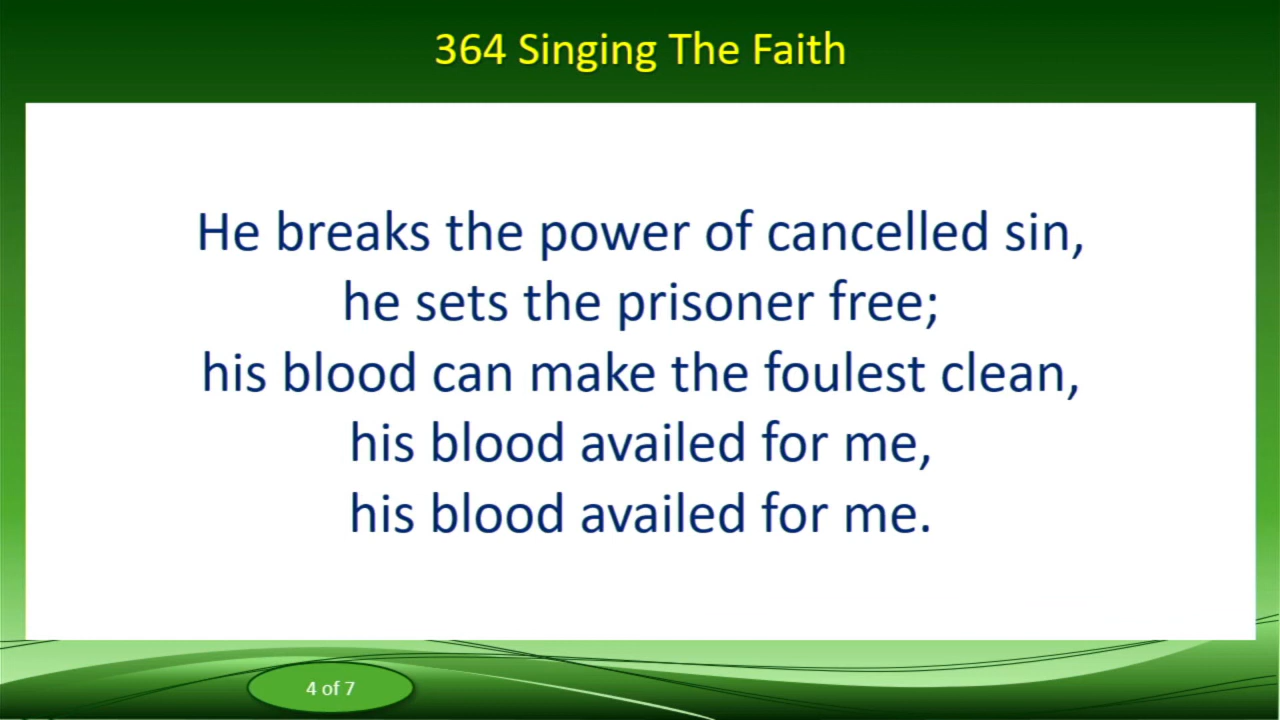 364 Singing The Faith
He breaks the power of cancelled sin,
he sets the prisoner free;
his blood can make the foulest clean,
his blood availed for me,
his blood availed for me.
4 of 7